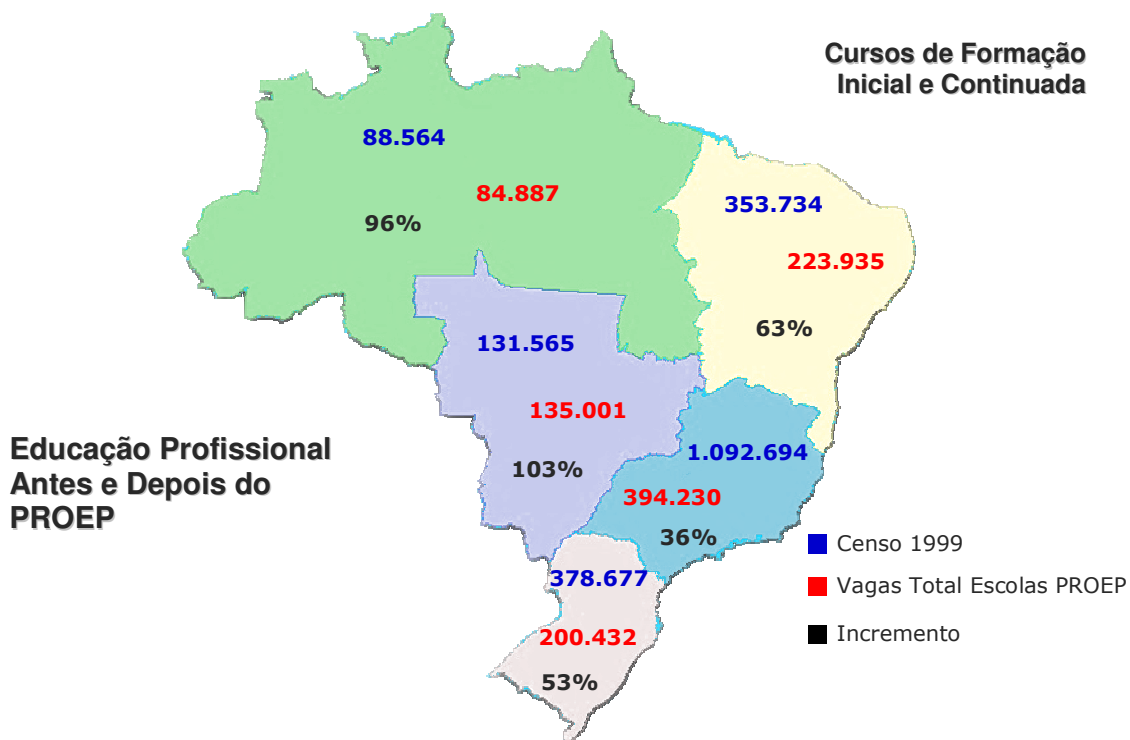 Cursos de Formação
Inicial e Continuada
88.564
84.887
96%
353.734
223.935
63%
131.565
135.001
103%
1.092.694
394.230
36%
378.677
200.432
53%
Educação Profissional
Antes e Depois do
PROEP
Censo 1999
Vagas Total Escolas PROEP
Incremento